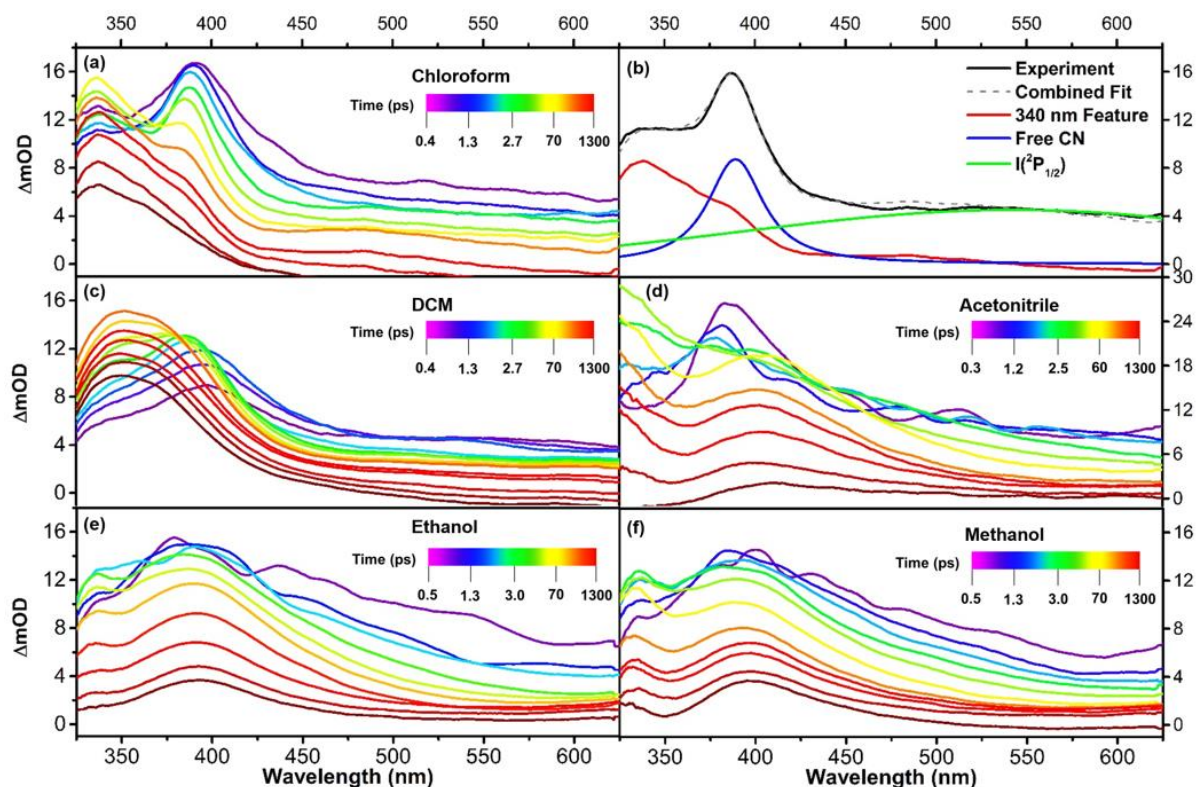 350 400 450 500 550 600 350 400 450 500 550 600
(a) Chloroform
Time (ps)
0.4 1.3 2.7 70 1300
16
12
8
4
0
ΔmOD
(b)
Experiment
Combined Fit
340 nm Feature
Free CN
I(²P₁/₂)
16
12
8
4
0
(c) DCM
Time (ps)
0.4 1.3 2.7 70 1300
16
12
8
4
0
ΔmOD
(d) Acetonitrile
Time (ps)
0.3 1.2 2.5 60 1300
30
24
18
12
6
0
(e) Ethanol
Time (ps)
0.5 1.3 3.0 70 1300
16
12
8
4
0
ΔmOD
(f) Methanol
Time (ps)
0.5 1.3 3.0 70 1300
16
12
8
4
0
350 400 450 500 550 600 350 400 450 500 550 600
Wavelength (nm) Wavelength (nm)